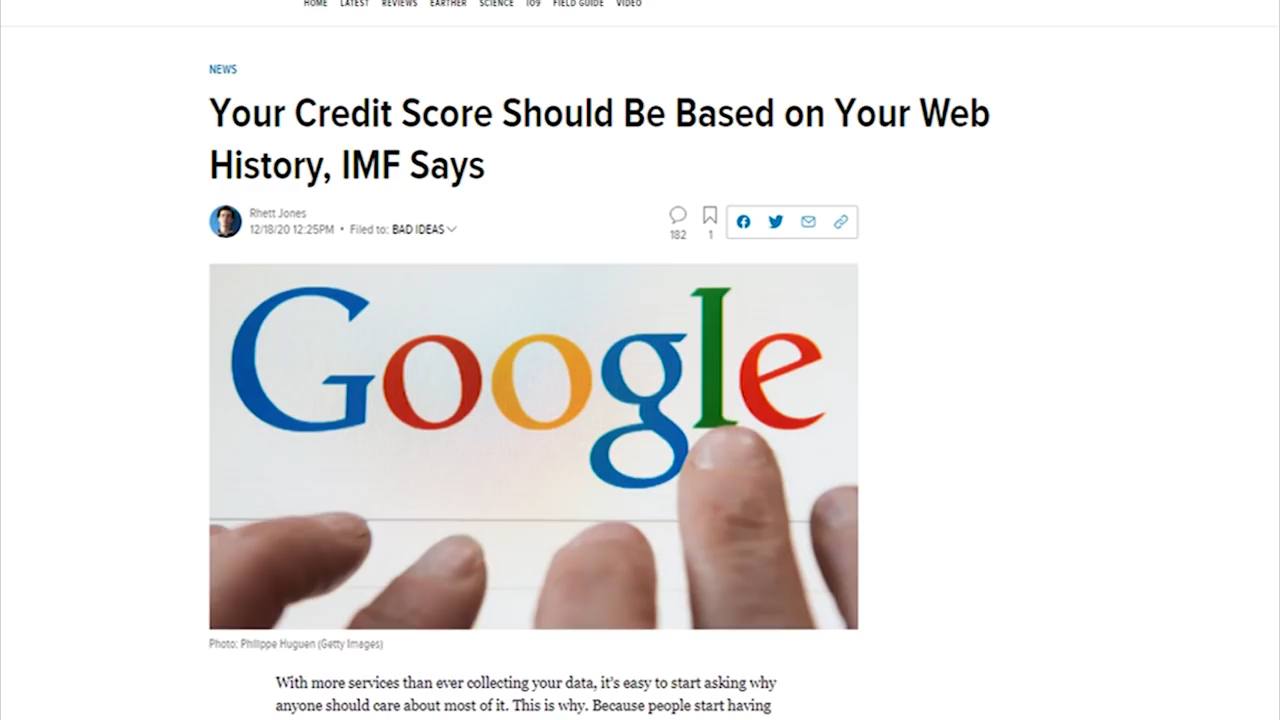 HOME LATEST REVIEWS EARTHER SCIENCE IO9 FIELD GUIDE VIDEO
NEWS
Your Credit Score Should Be Based on Your Web
History, IMF Says
Rhett Jones
12/18/20 12:25PM • Filed to: BAD IDEAS
182
1
Google
Photo: Philippe Huguen (Getty Images)
With more services than ever collecting your data, it's easy to start asking why
anyone should care about most of it. This is why. Because people start having